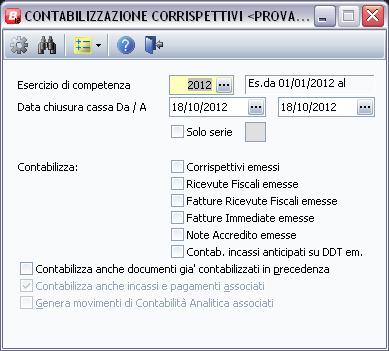 CONTABILIZZAZIONE CORRISPETTIVI <PROVA...
Esercizio di competenza 2012 ... Es.da 01/01/2012 al
Data chiusura cassa Da / A 18/10/2012 ... 18/10/2012 ...
Solo serie
Contabilizza: Corrispettivi emessi
Ricevute Fiscali emesse
Fatture Ricevute Fiscali emesse
Fatture Immediate emesse
Note Accredito emesse
Contab. incassi anticipati su DDT em.
Contabilizza anche documenti gia' contabilizzati in precedenza
Contabilizza anche incassi e pagamenti associati
Genera movimenti di Contabilità Analitica associati